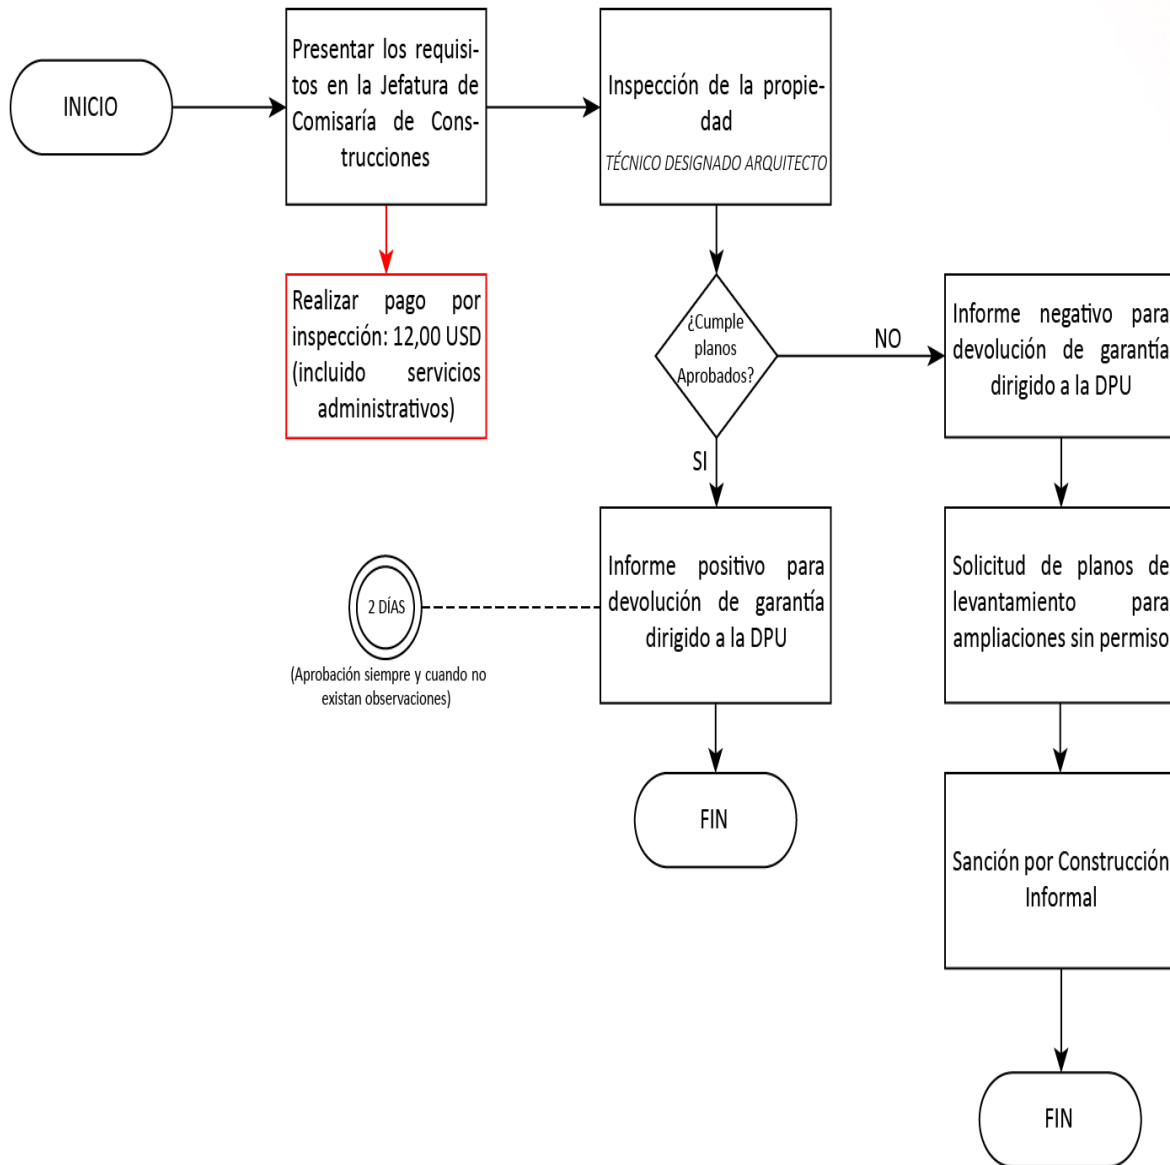 INICIO
Presentar los requisi-
tos en la Jefatura de
Comisaría de Cons-
trucciones
Inspección de la propie-
dad
TÉCNICO DESIGNADO ARQUITECTO
Realizar pago por
inspección: 12,00 USD
(incluido servicios
administrativos)
¿Cumple
planos
Aprobados?
NO
Informe negativo para
devolución de garantía
dirigido a la DPU
SI
2 DÍAS
(Aprobación siempre y cuando no
existan observaciones)
Informe positivo para
devolución de garantía
dirigido a la DPU
Solicitud de planos de
levantamiento para
ampliaciones sin permiso
FIN
Sanción por Construcción
Informal
FIN